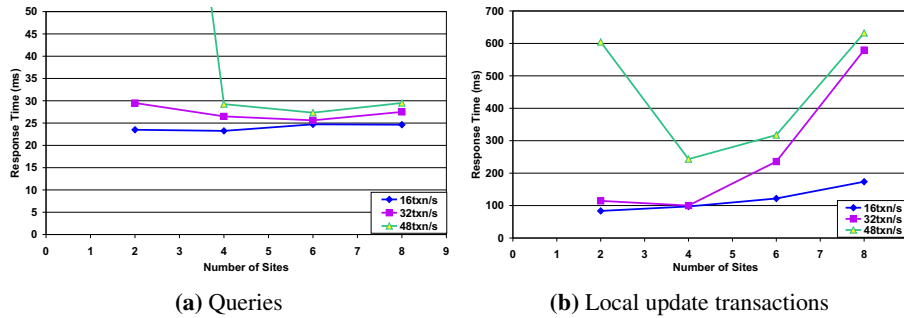 50
45
40
35
30
25
20
15
10
5
0
Response Time (ms)
0 1 2 3 4 5 6 7 8 9
Number of Sites
16txn/s
32txn/s
48txn/s
(a) Queries
700
600
500
400
300
200
100
0
Response Time (ms)
0 1 2 3 4 5 6 7 8
Number of Sites
16txn/s
32txn/s
48txn/s
(b) Local update transactions